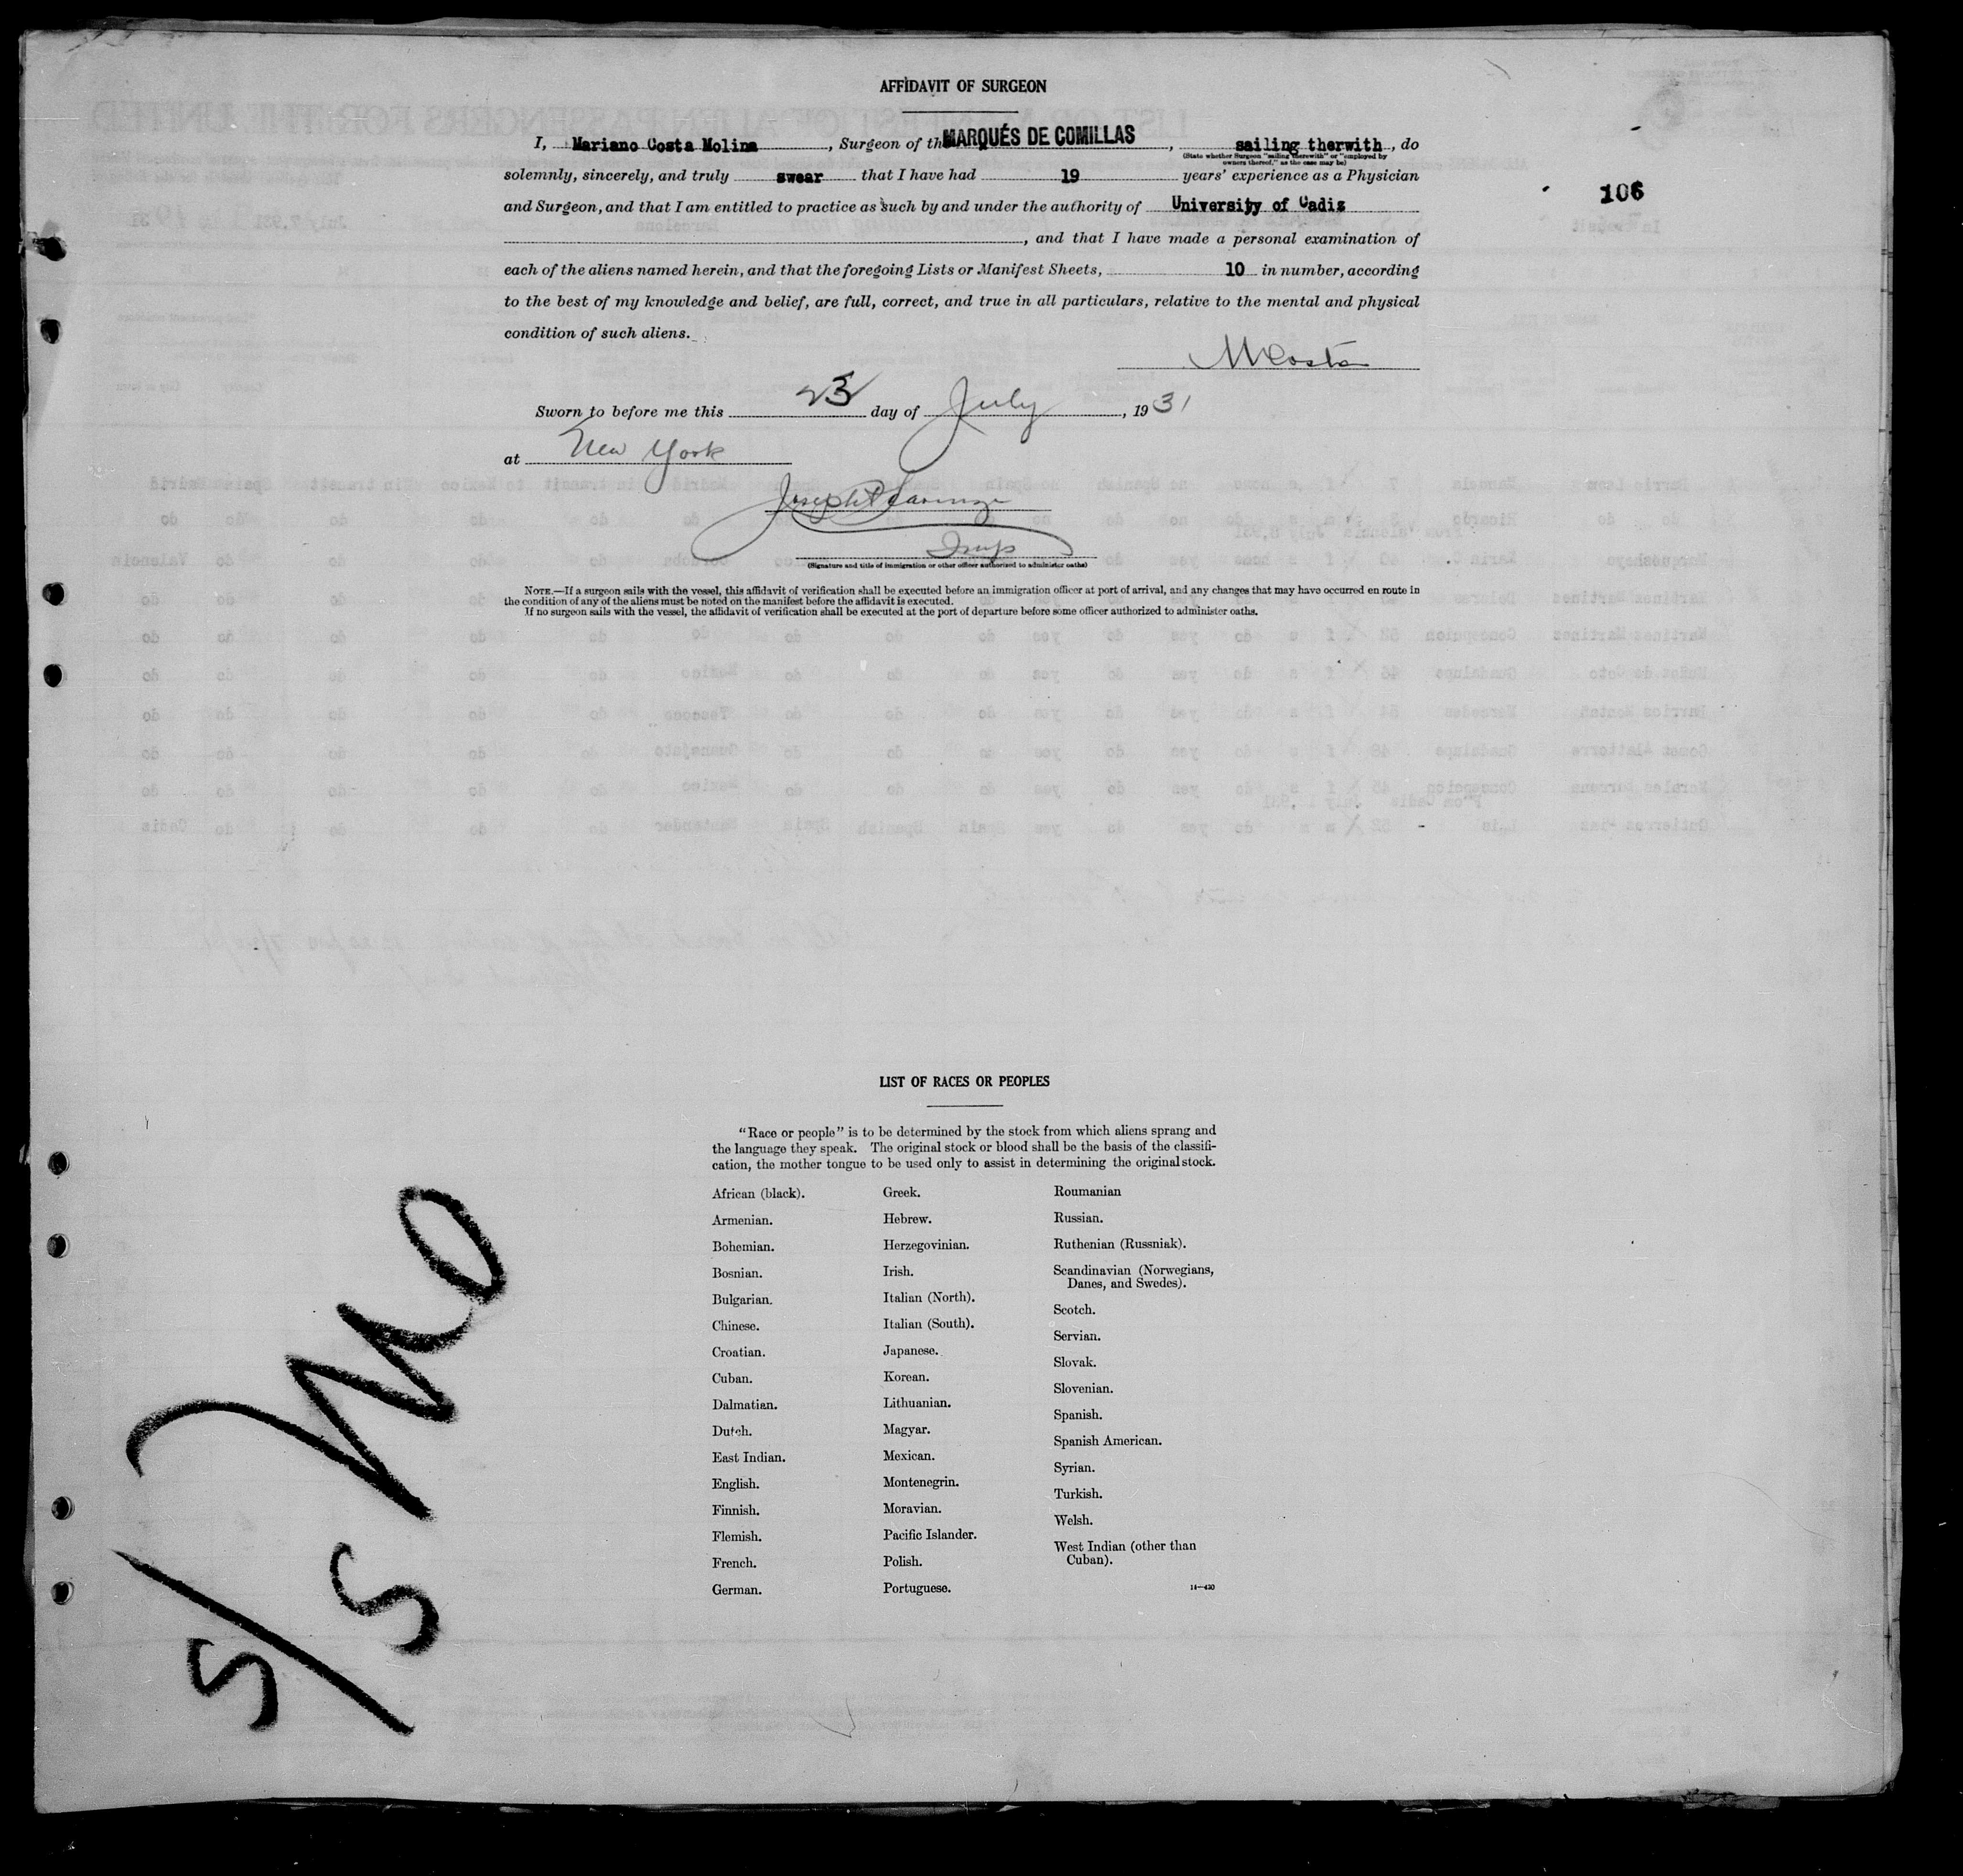 AFFIDAVIT OF SURGEON
I, Mariano Costa Molina, Surgeon of the MARQUÉS DE COMILLAS, sailing therwith, do
(State whether Surgeon "sailing therewith" or "employed by
owners thereof," as the case may be)
solemnly, sincerely, and truly swear that I have had 19 years' experience as a Physician
106
and Surgeon, and that I am entitled to practice as such by and under the authority of University of Cadiz
, and that I have made a personal examination of
each of the aliens named herein, and that the foregoing Lists or Manifest Sheets, 10 in number, according
to the best of my knowledge and belief, are full, correct, and true in all particulars, relative to the mental and physical
condition of such aliens.
MCosta
Sworn to before me this 23 day of July, 1931
at New York
Joseph
Insp
(Signature and title of immigration or other officer authorized to administer oaths)
NOTE.—If a surgeon sails with the vessel, this affidavit of verification shall be executed before an immigration officer at port of arrival, and any changes that may have occurred en route in
the condition of any of the aliens must be noted on the manifest before the affidavit is executed.
If no surgeon sails with the vessel, the affidavit of verification shall be executed at the port of departure before some officer authorized to administer oaths.
LIST OF RACES OR PEOPLES
"Race or people" is to be determined by the stock from which aliens sprang and
the language they speak. The original stock or blood shall be the basis of the classifi-
cation, the mother tongue to be used only to assist in determining the original stock.
African (black).
Armenian.
Bohemian.
Bosnian.
Bulgarian.
Chinese.
Croatian.
Cuban.
Dalmatian.
Dutch.
East Indian.
English.
Finnish.
Flemish.
French.
German.
Greek.
Hebrew.
Herzegovinian.
Irish.
Italian (North).
Italian (South).
Japanese.
Korean.
Lithuanian.
Magyar.
Mexican.
Montenegrin.
Moravian.
Pacific Islander.
Polish.
Portuguese.
Roumanian
Russian.
Ruthenian (Russniak).
Scandinavian (Norwegians,
Danes, and Swedes).
Scotch.
Servian.
Slovak.
Slovenian.
Spanish.
Spanish American.
Syrian.
Turkish.
Welsh.
West Indian (other than
Cuban).
14—430
S/S